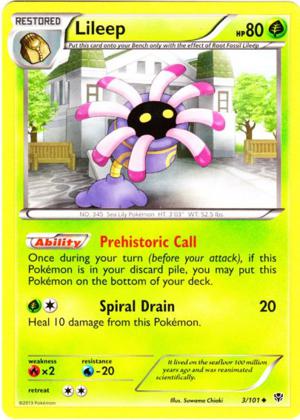 RESTORED
Lileep
HP80
Put this card onto your Bench only with the effect of Root Fossil Lileep
NO. 345 Sea Lily Pokémon HT: 3'03" WT: 52.5 lbs.
Ability Prehistoric Call
Once during your turn (before your attack), if this
Pokémon is in your discard pile, you may put this
Pokémon on the bottom of your deck.
Spiral Drain 20
Heal 10 damage from this Pokémon.
weakness resistance
×2 -20
retreat
It lived on the seafloor 100 million
years ago and was reanimated
scientifically.
©2013 Pokémon
Illus. Suwama Chiaki
3/101